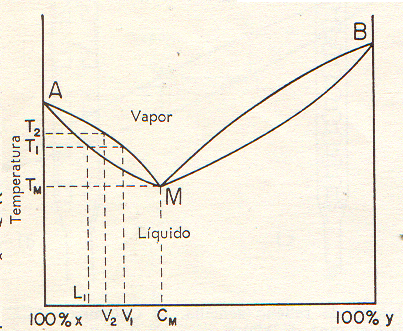 B
A
Vapor
T2
T1
TM
M
Temperatura
Líquido
L1
100% x
V2
V1
CM
100% y